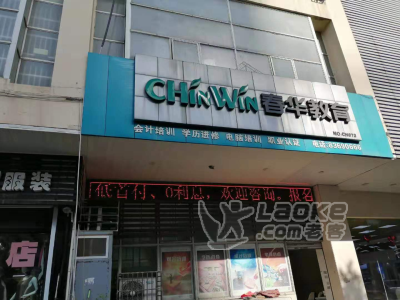 CHINWIN春华教育
会计培训 学历进修 电脑培训 职业认证
服装
低首付、0利息，欢迎咨询，报名
店
LAOKE
.com老客